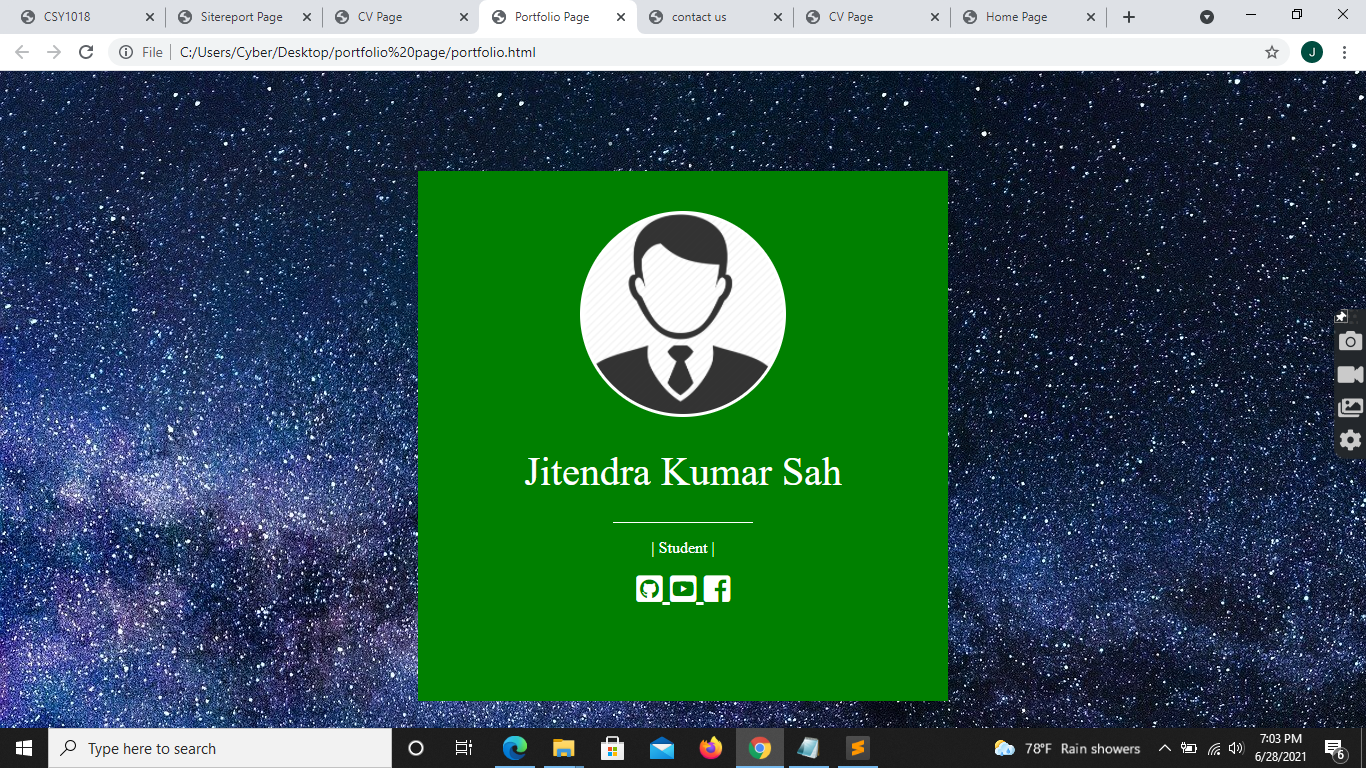 CSY1018
Sitereport Page
CV Page
Portfolio Page
contact us
CV Page
Home Page
File
C:/Users/Cyber/Desktop/portfolio%20page/portfolio.html
J
Jitendra Kumar Sah
| Student |
Type here to search
78°F Rain showers
7:03 PM
6/28/2021
6